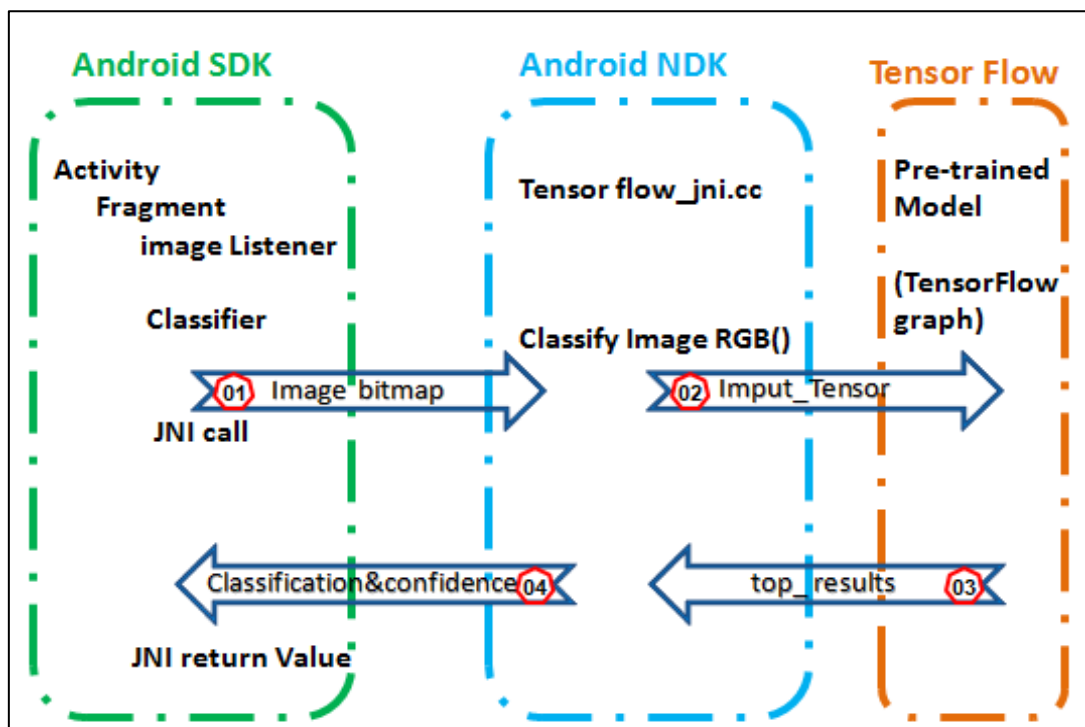 Android SDK
Android NDK
Tensor Flow
Activity
Fragment
image Listener
Classifier
Tensor flow_jni.cc
Classify Image RGB()
Pre-trained
Model
(TensorFlow
graph)
01 Image bitmap
JNI call
02 Imput_Tensor
top_results 03
Classification&confidence 04
JNI return Value